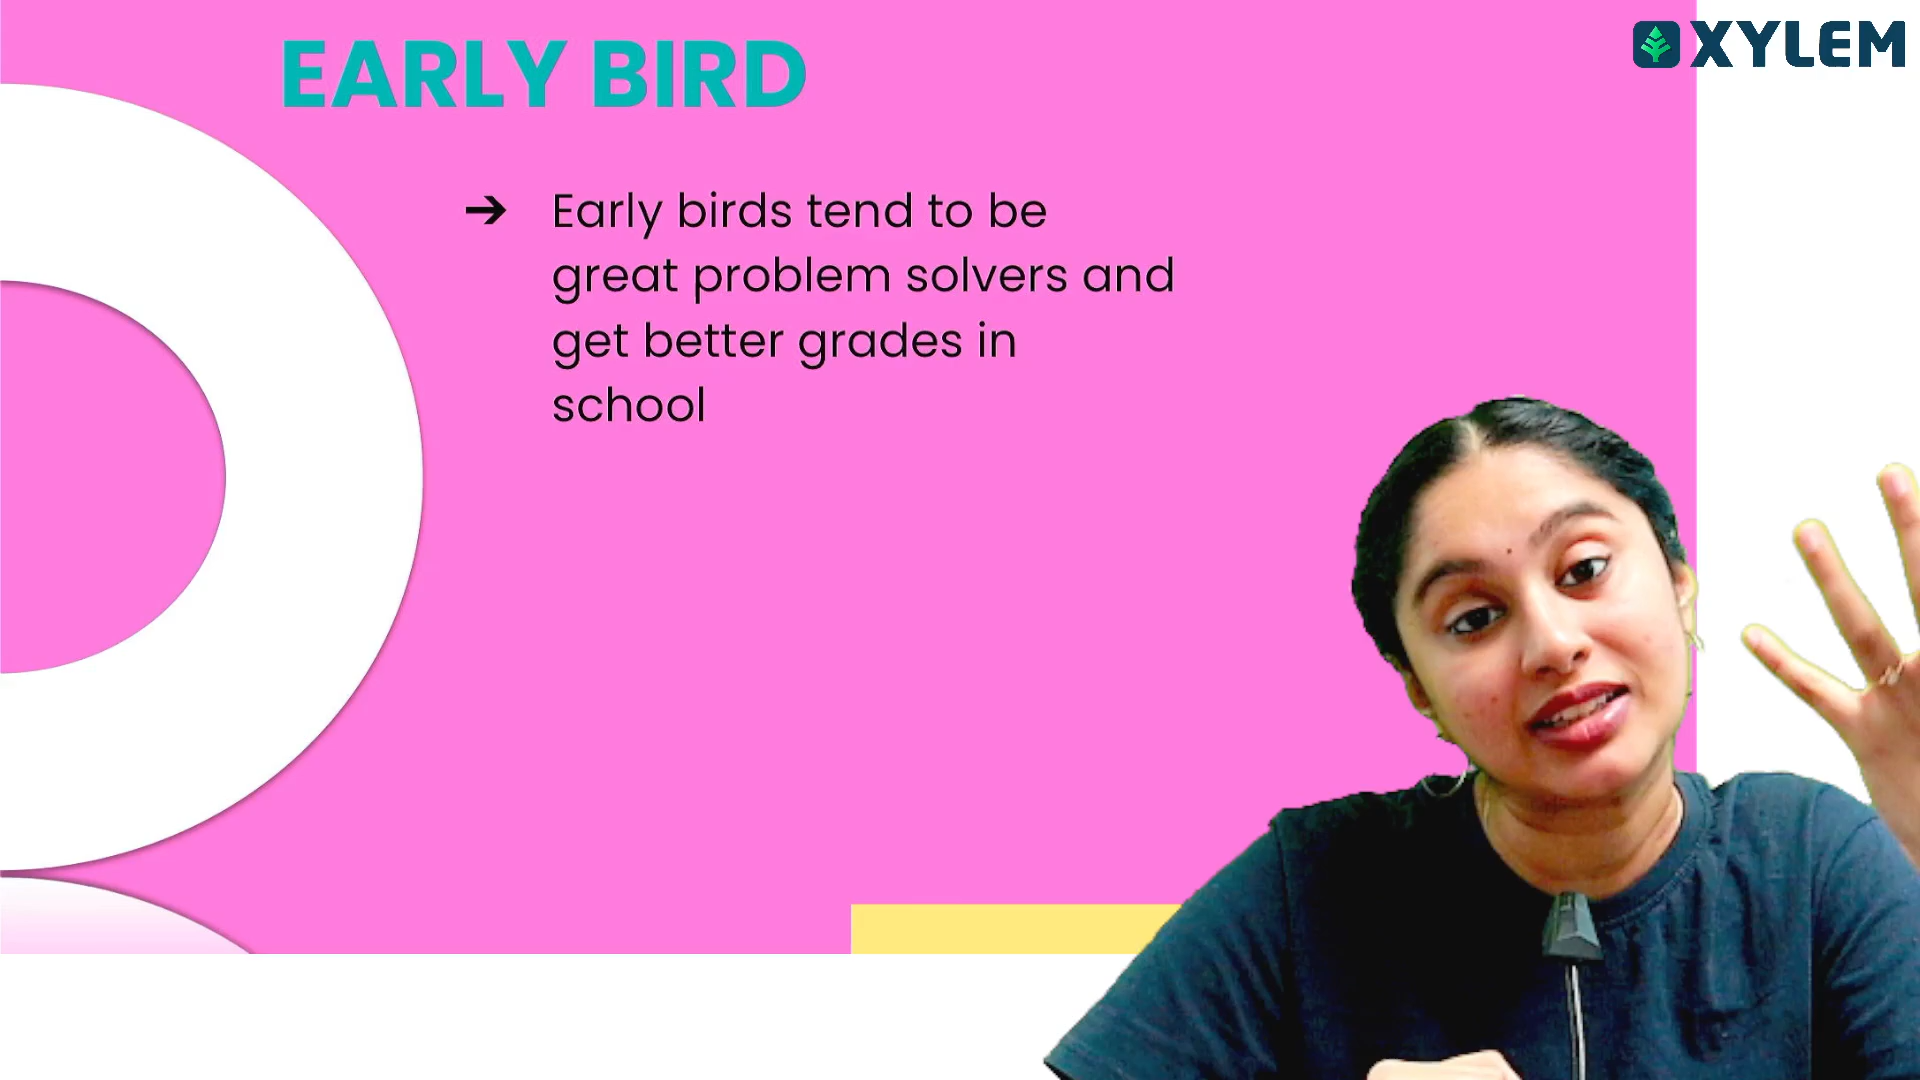 EARLY BIRD
XYLEM
➔ Early birds tend to be
great problem solvers and
get better grades in
school